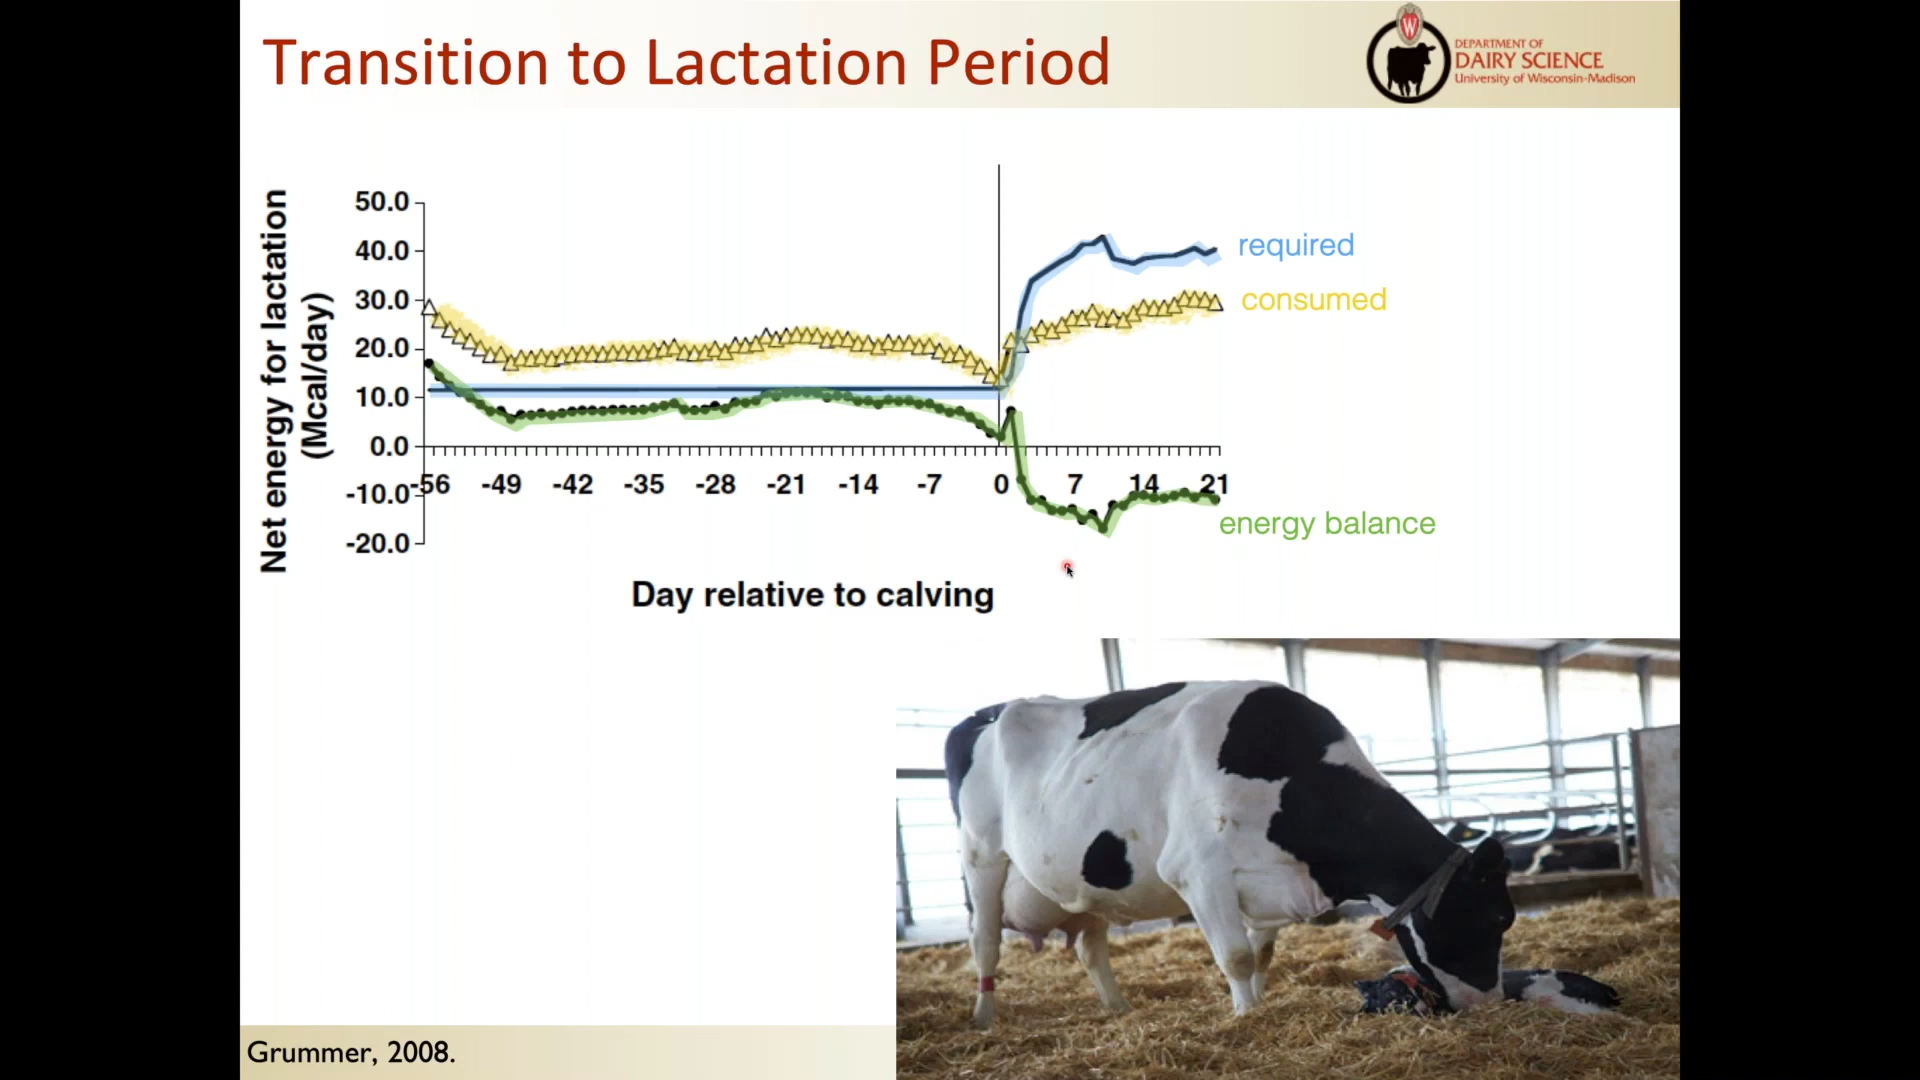 Transition to Lactation Period
W
DEPARTMENT OF
DAIRY SCIENCE
University of Wisconsin-Madison
Net energy for lactation
(Mcal/day)
50.0
40.0
30.0
20.0
10.0
0.0
-10.0
-20.0
-56 -49 -42 -35 -28 -21 -14 -7 0 7 14 21
required
consumed
energy balance
Day relative to calving
Grummer, 2008.